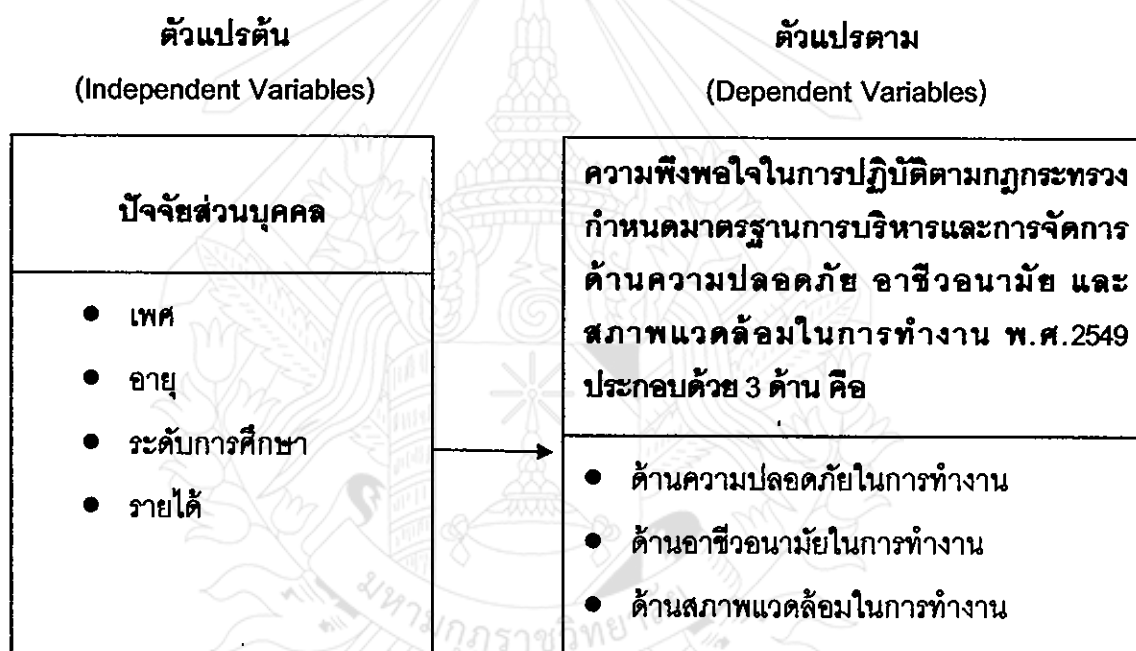 ตัวแปรต้น
(Independent Variables)
ปัจจัยส่วนบุคคล
● เพศ
● อายุ
● ระดับการศึกษา
● รายได้
ตัวแปรตาม
(Dependent Variables)
ความพึงพอใจในการปฏิบัติตามกฎกระทรวง
กำหนดมาตรฐานการบริหารและการจัดการ
ด้านความปลอดภัย อาชีวอนามัย และ
สภาพแวดล้อมในการทำงาน พ.ศ.2549
ประกอบด้วย 3 ด้าน คือ
● ด้านความปลอดภัยในการทำงาน
● ด้านอาชีวอนามัยในการทำงาน
● ด้านสภาพแวดล้อมในการทำงาน